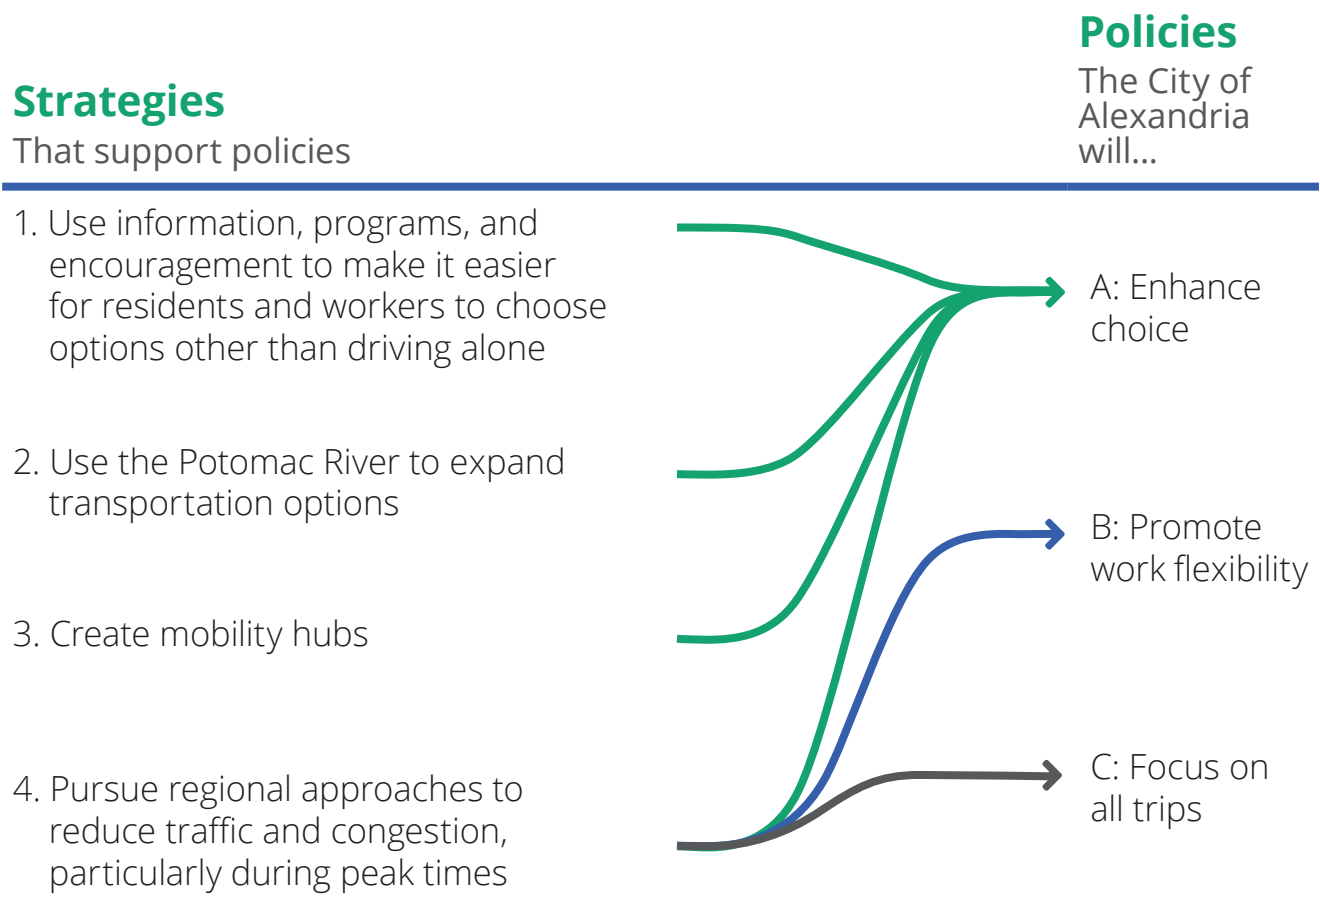 Strategies
That support policies
Policies
The City of
Alexandria
will...
1. Use information, programs, and
encouragement to make it easier
for residents and workers to choose
options other than driving alone
2. Use the Potomac River to expand
transportation options
3. Create mobility hubs
4. Pursue regional approaches to
reduce traffic and congestion,
particularly during peak times
A: Enhance
choice
B: Promote
work flexibility
C: Focus on
all trips